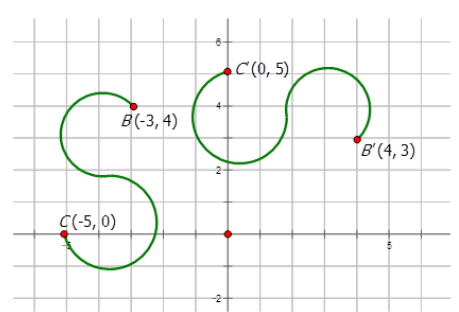 6
C'(0, 5)
4
B(-3, 4)
B'(4, 3)
2
C(-5, 0)
-5
5
-2